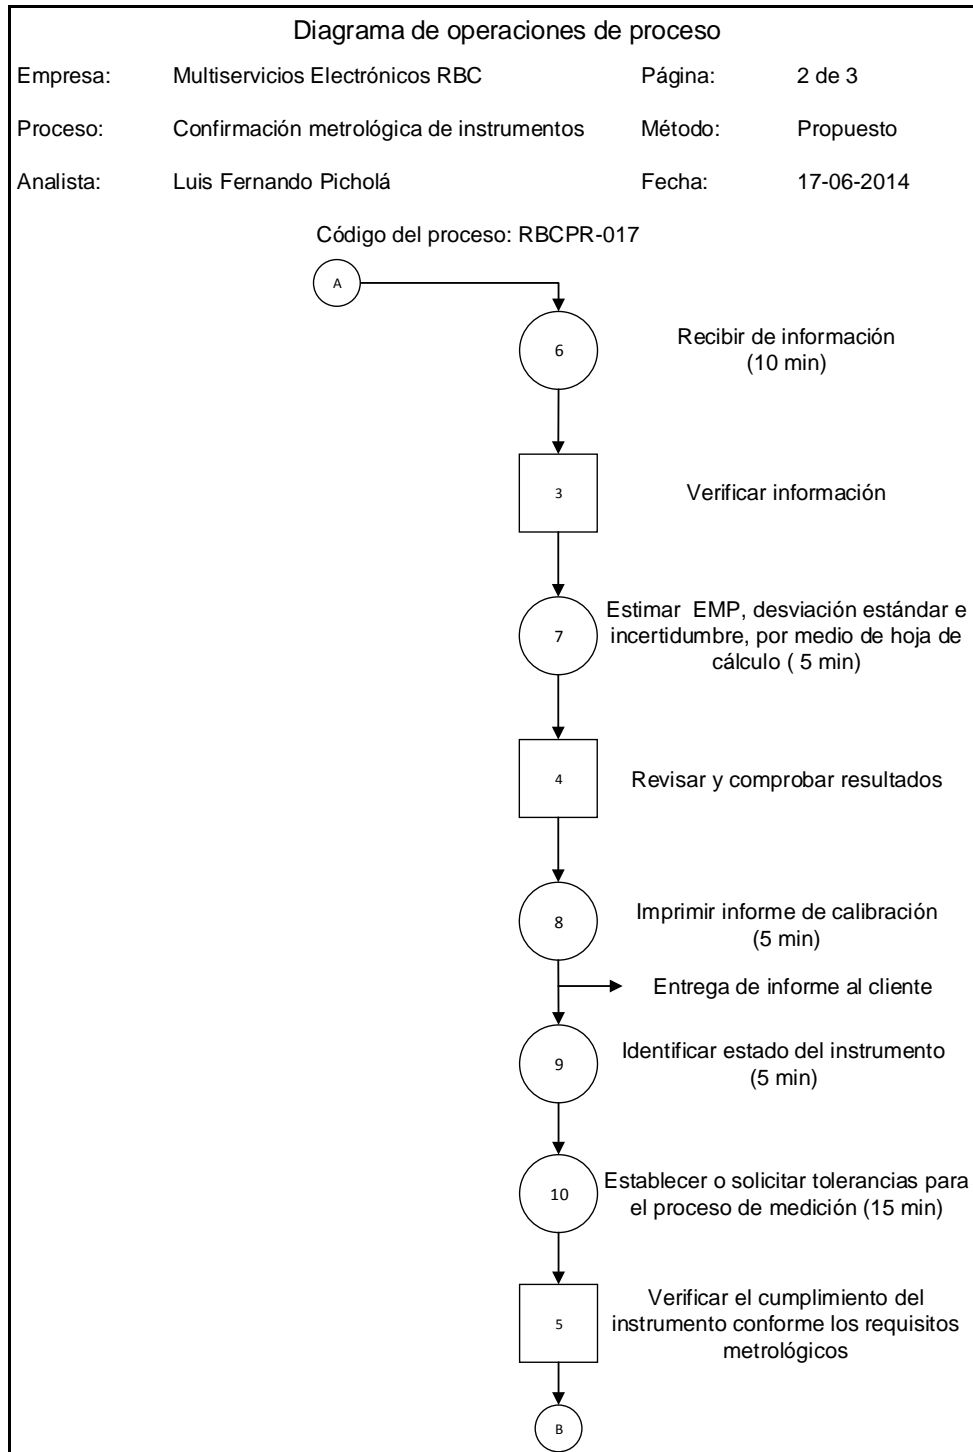 Diagrama de operaciones de proceso
Empresa: Multiservicios Electrónicos RBC Página: 2 de 3
Proceso: Confirmación metrológica de instrumentos Método: Propuesto
Analista: Luis Fernando Picholá Fecha: 17-06-2014
Código del proceso: RBCPR-017
A
6
Recibir de información
(10 min)
3
Verificar información
7
Estimar EMP, desviación estándar e
incertidumbre, por medio de hoja de
cálculo ( 5 min)
4
Revisar y comprobar resultados
8
Imprimir informe de calibración
(5 min)
Entrega de informe al cliente
9
Identificar estado del instrumento
(5 min)
10
Establecer o solicitar tolerancias para
el proceso de medición (15 min)
5
Verificar el cumplimiento del
instrumento conforme los requisitos
metrológicos
B